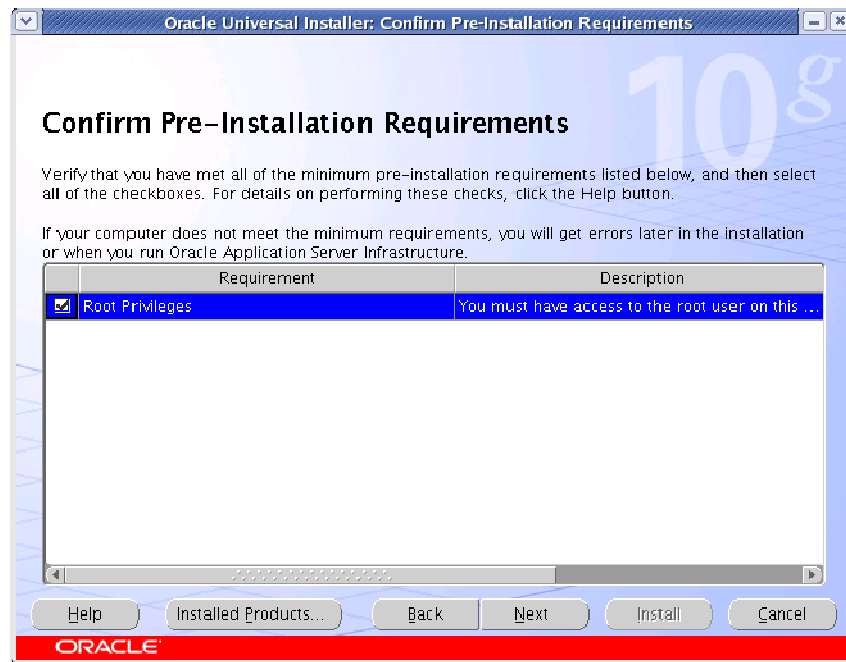 Oracle Universal Installer: Confirm Pre-Installation Requirements
10g
Confirm Pre-Installation Requirements
Verify that you have met all of the minimum pre-installation requirements listed below, and then select
all of the checkboxes. For details on performing these checks, click the Help button.
If your computer does not meet the minimum requirements, you will get errors later in the installation
or when you run Oracle Application Server Infrastructure.
Requirement Description
Root Privileges You must have access to the root user on this ...
Help Installed Products... Back Next Install Cancel
ORACLE